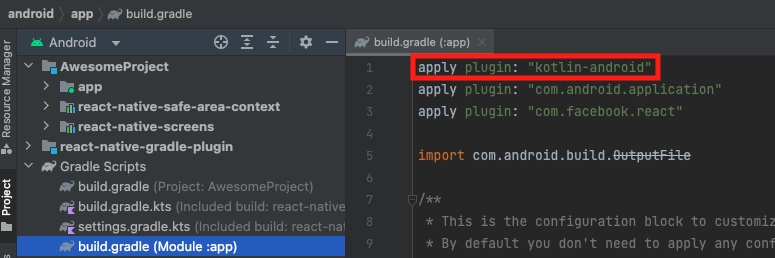 android
app
build.gradle
Resource Manager
Project
Android
AwesomeProject
app
react-native-safe-area-context
react-native-screens
react-native-gradle-plugin
Gradle Scripts
build.gradle (Project: AwesomeProject)
build.gradle.kts (Included build: react-native
settings.gradle.kts (Included build: react-nativ
build.gradle (Module :app)
build.gradle (:app)
1 apply plugin: "kotlin-android"
2 apply plugin: "com.android.application"
3 apply plugin: "com.facebook.react"
4
5 import com.android.build.OutputFile
6
7 /**
8 * This is the configuration block to customiz
9 * By default you don't need to apply any conf